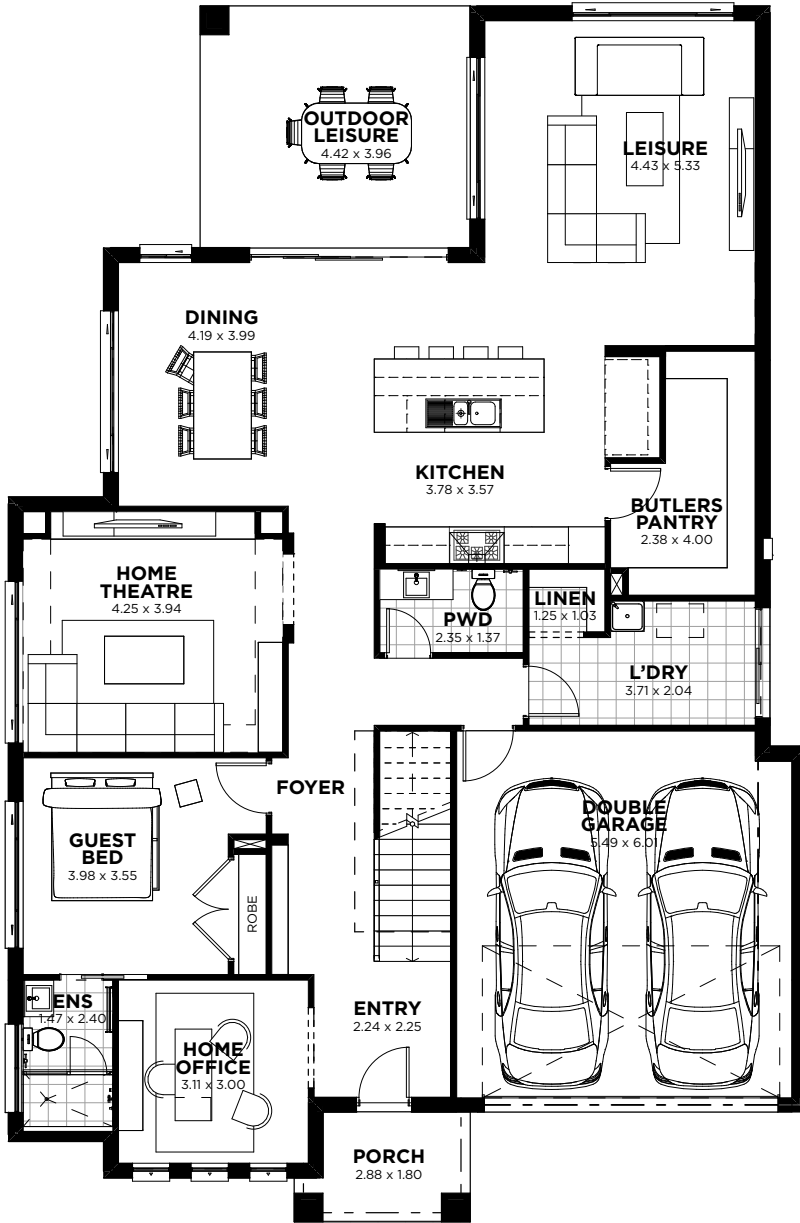 OUTDOOR
LEISURE
4.42 x 3.96
LEISURE
4.43 x 5.33
DINING
4.19 x 3.99
KITCHEN
3.78 x 3.57
BUTLERS
PANTRY
2.38 x 4.00
HOME
THEATRE
4.25 x 3.94
LINEN
1.25 x 1.03
PWD
2.35 x 1.37
L'DRY
3.71 x 2.04
FOYER
DOUBLE
GARAGE
5.49 x 6.01
GUEST
BED
3.98 x 3.55
ROBE
ENS
1.47 x 2.40
ENTRY
2.24 x 2.25
HOME
OFFICE
3.11 x 3.00
PORCH
2.88 x 1.80